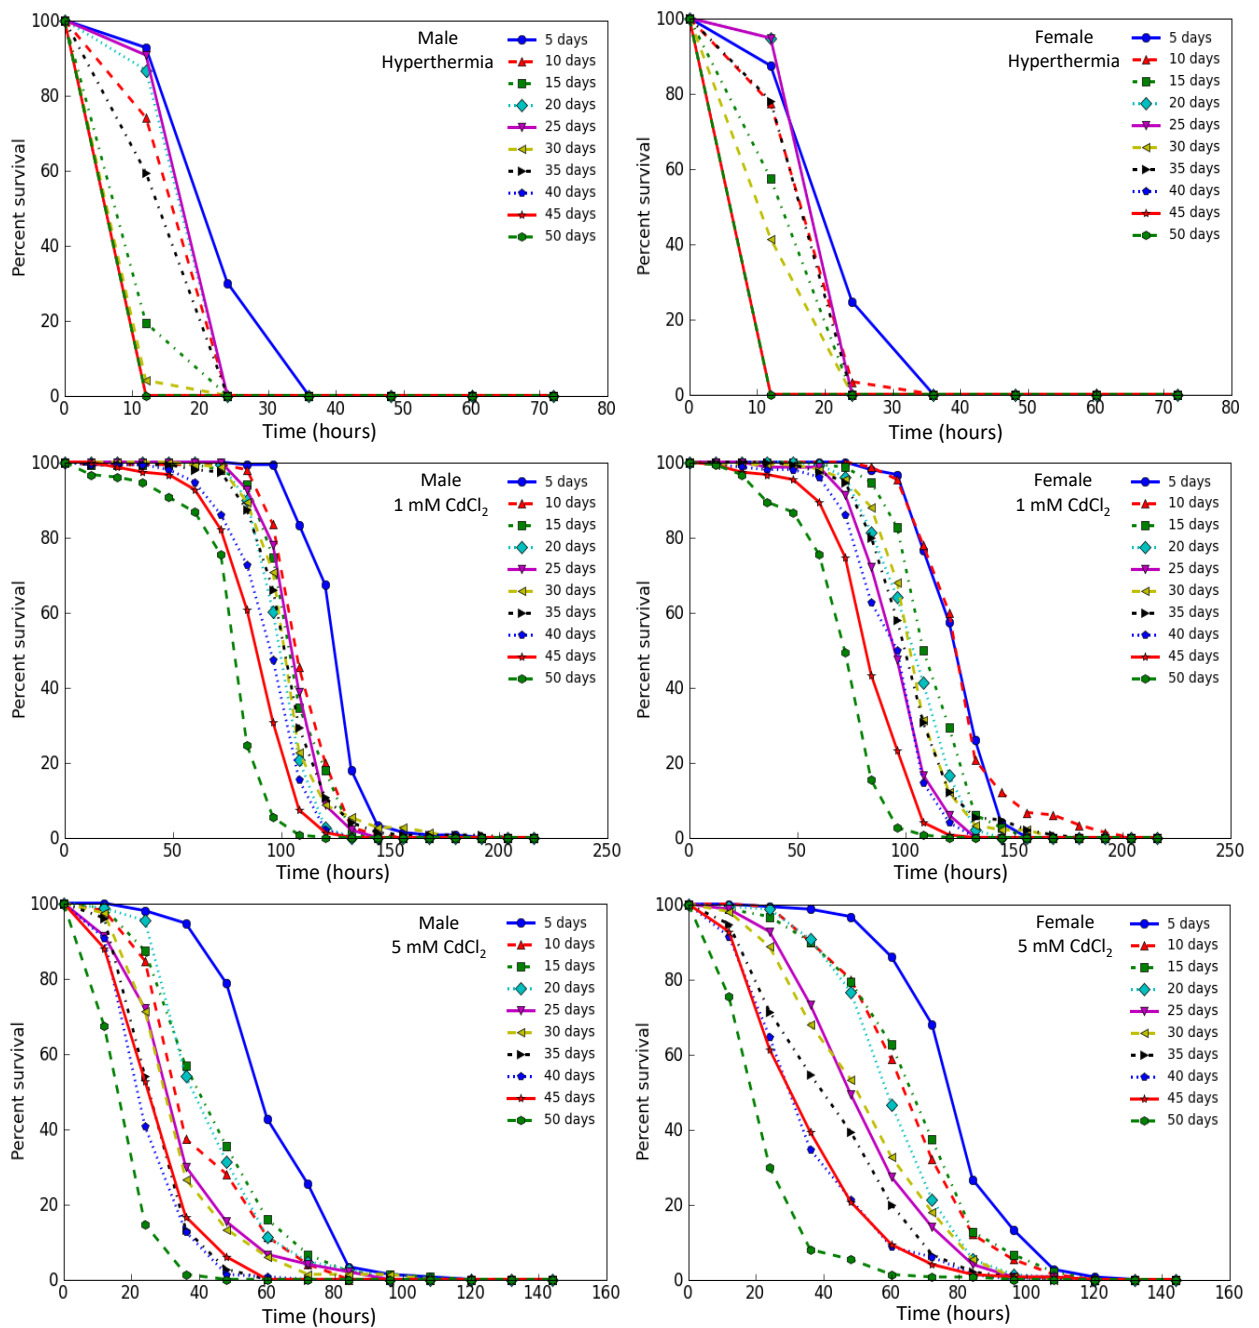 Male
Hyperthermia
5 days
10 days
15 days
20 days
25 days
30 days
35 days
40 days
45 days
50 days
Percent survival
100
80
60
40
20
0
0 10 20 30 40 50 60 70 80
Time (hours)
Female
Hyperthermia
5 days
10 days
15 days
20 days
25 days
30 days
35 days
40 days
45 days
50 days
Percent survival
100
80
60
40
20
0
0 10 20 30 40 50 60 70 80
Time (hours)
Male
1 mM CdCl₂
5 days
10 days
15 days
20 days
25 days
30 days
35 days
40 days
45 days
50 days
Percent survival
100
80
60
40
20
0
0 50 100 150 200 250
Time (hours)
Female
1 mM CdCl₂
5 days
10 days
15 days
20 days
25 days
30 days
35 days
40 days
45 days
50 days
Percent survival
100
80
60
40
20
0
0 50 100 150 200 250
Time (hours)
Male
5 mM CdCl₂
5 days
10 days
15 days
20 days
25 days
30 days
35 days
40 days
45 days
50 days
Percent survival
100
80
60
40
20
0
0 20 40 60 80 100 120 140 160
Time (hours)
Female
5 mM CdCl₂
5 days
10 days
15 days
20 days
25 days
30 days
35 days
40 days
45 days
50 days
Percent survival
100
80
60
40
20
0
0 20 40 60 80 100 120 140 160
Time (hours)